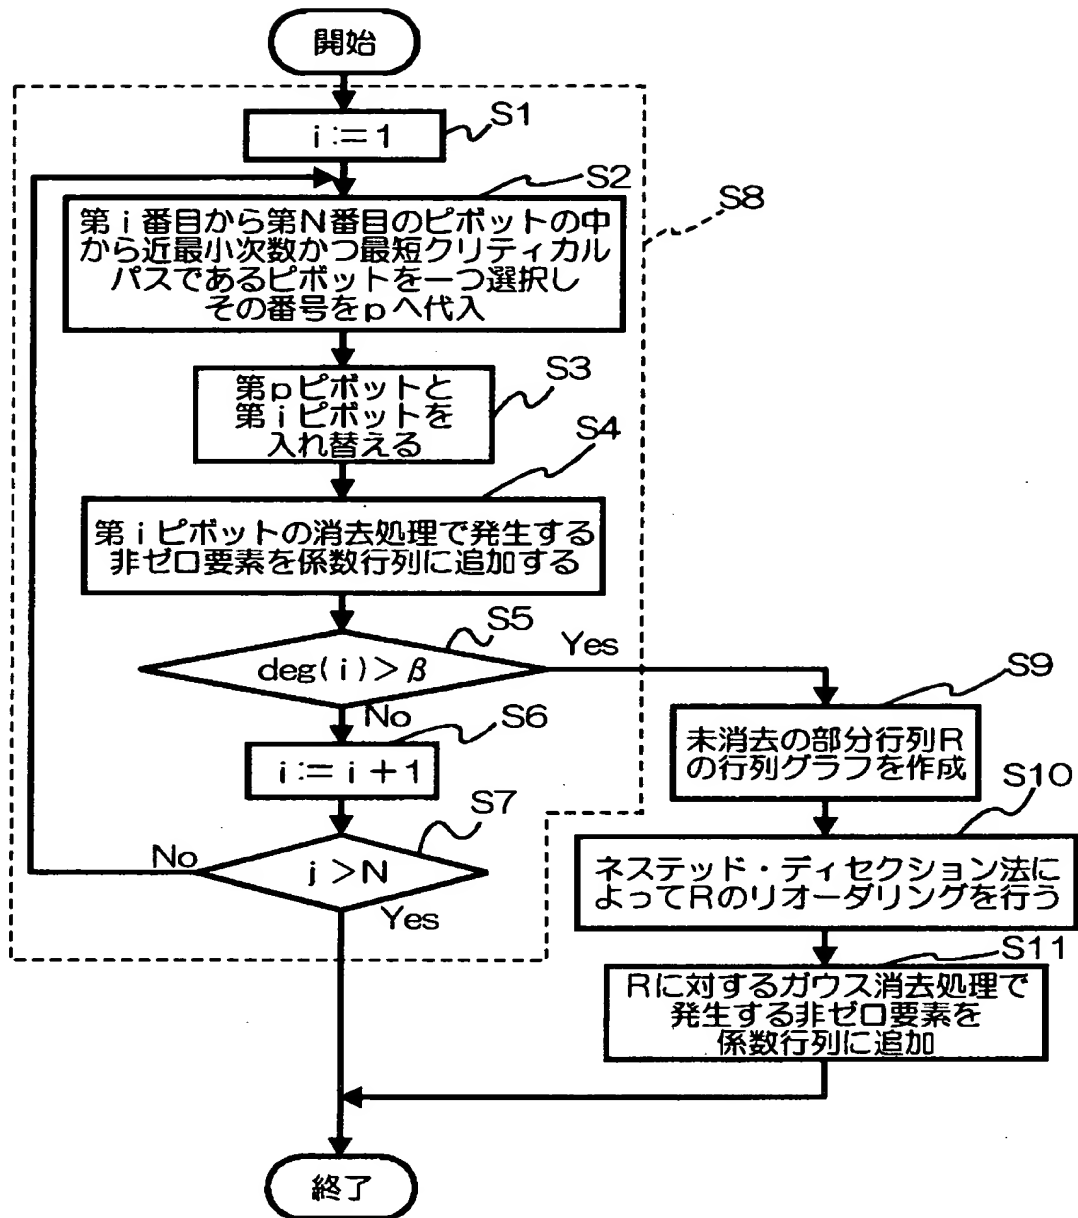 開始
S1
i:=1
S2
S8
第i番目から第N番目のピボットの中
から近最小次数かつ最短クリティカル
パスであるピボットを一つ選択し
その番号をpへ代入
S3
第pピボットと
第iピボットを
入れ替える
S4
第iピボットの消去処理で発生する
非ゼロ要素を係数行列に追加する
S5
deg(i)>β
Yes
No
S6
i:=i+1
S7
j>N
No
Yes
S9
未消去の部分行列R
の行列グラフを作成
S10
ネステッド・ディセクション法に
よってRのリオーダリングを行う
S11
Rに対するガウス消去処理で
発生する非ゼロ要素を
係数行列に追加
終了